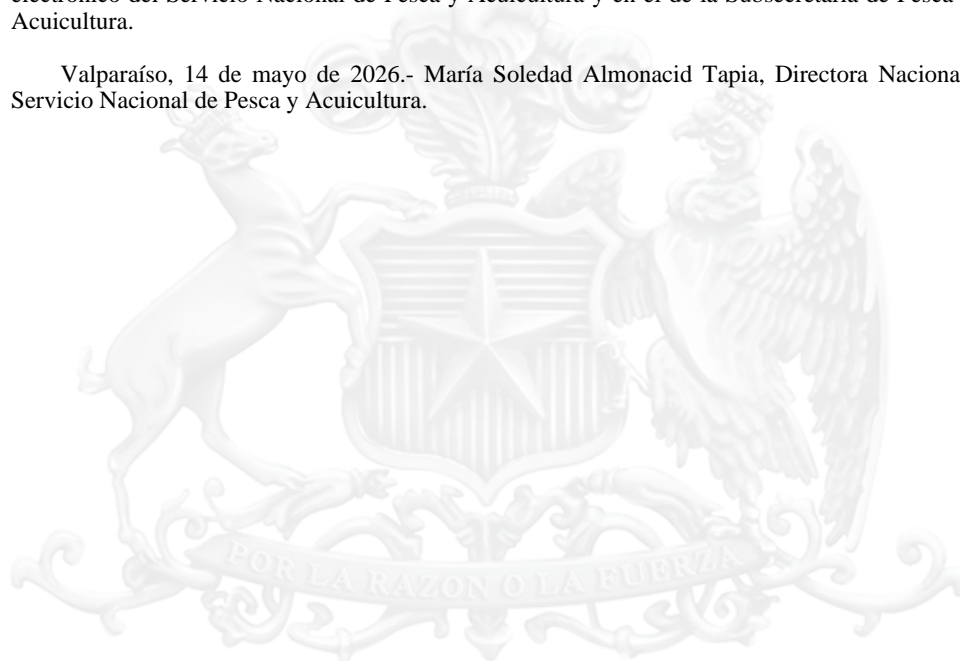 electrónico del Servicio Nacional de Pesca y Acuicultura y en el de la Subsecretaría de Pesca
Acuicultura.
Valparaíso, 14 de mayo de 2026.- María Soledad Almonacid Tapia, Directora Naciona
Servicio Nacional de Pesca y Acuicultura.
POR LA RAZON O LA FUERZA